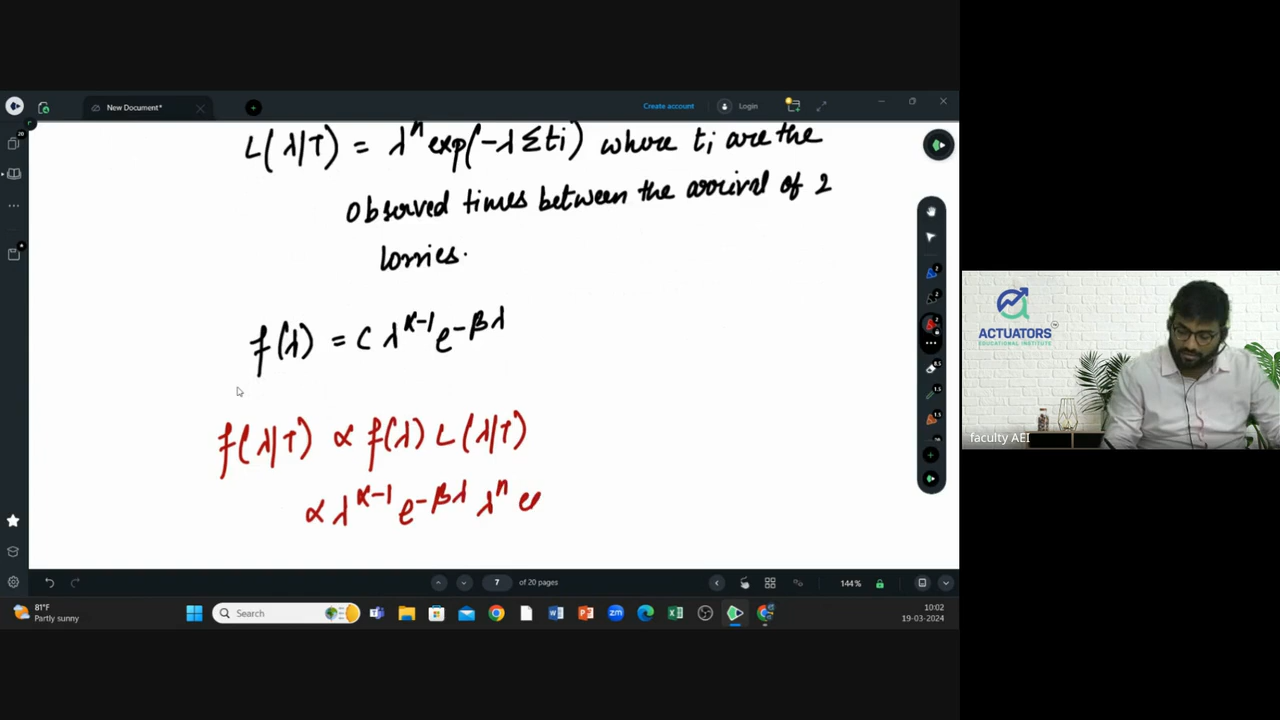 New Document*
Create account
Login
20
L(λ|T) = λⁿ exp(-λ Σti) where ti are the
observed times between the arrival of 2
lorries.
4
f(λ) = C λ^(α-1) e^(-βλ)
f(λ|T) ∝ f(λ) L(λ|T)
∝ λ^(α-1) e^(-βλ) λⁿ e
ACTUATORS
EDUCATIONAL INSTITUTE
faculty AEI
7 of 20 pages
144%
81°F
Partly sunny
Search
10:02
19-03-2024